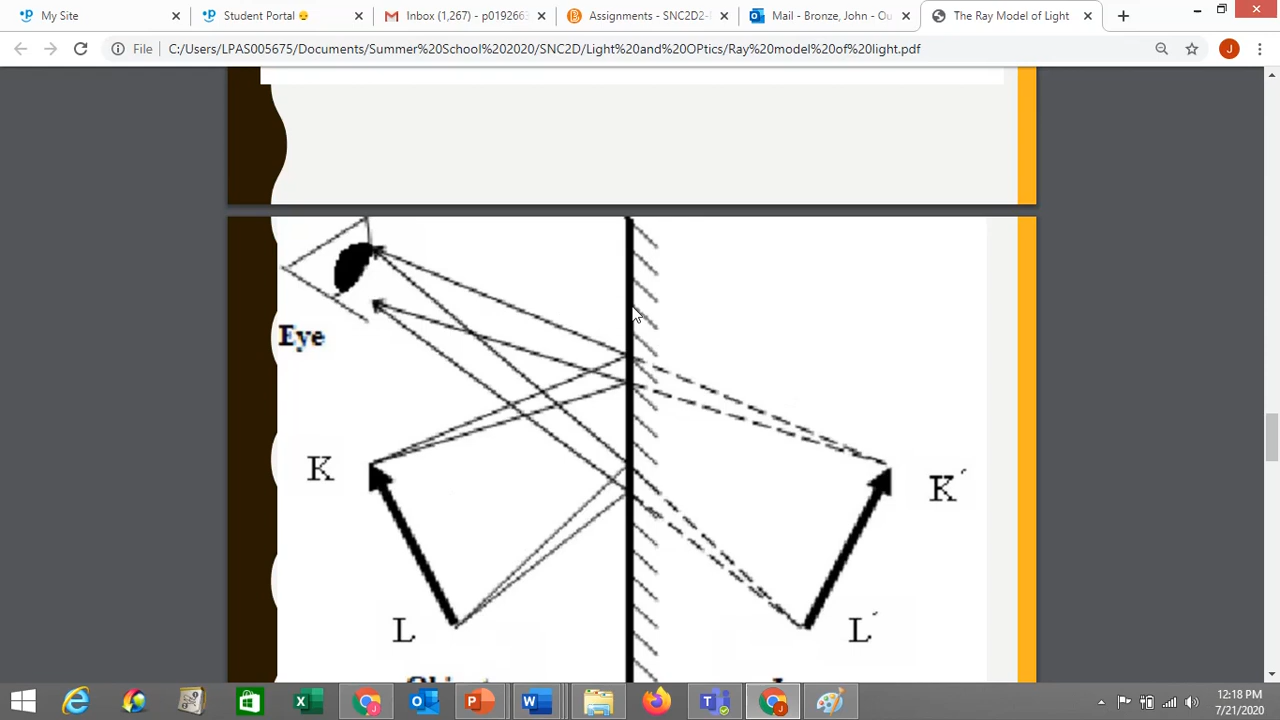 My Site
Student Portal
Inbox (1,267) - p0192663
Assignments - SNC2D2-
Mail - Bronze, John - Ou
The Ray Model of Light
File
C:/Users/LPAS005675/Documents/Summer%20School%202020/SNC2D/Light%20and%20OPtics/Ray%20model%20of%20light.pdf
J
Eye
K
K´
L
L´
12:18 PM
7/21/2020